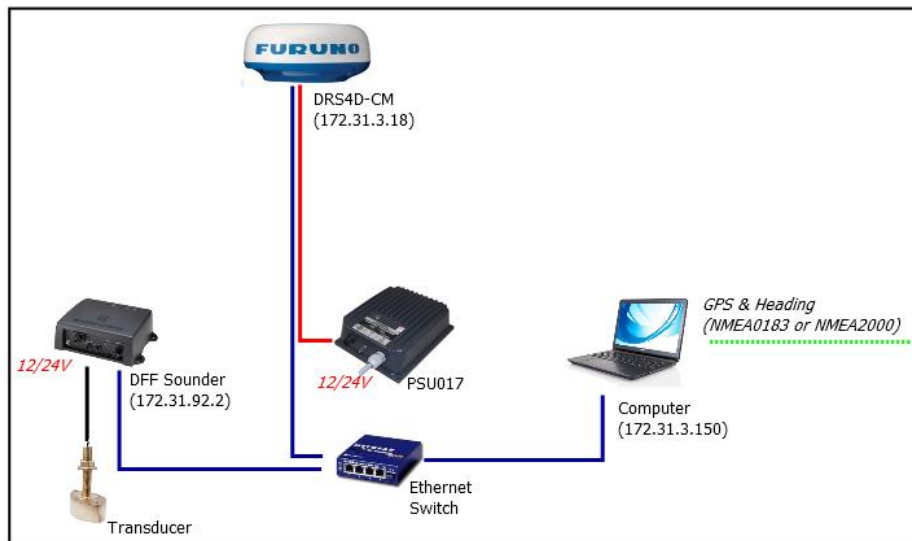 FURUNO
DRS4D-CM
(172.31.3.18)
GPS & Heading
(NMEA0183 or NMEA2000)
12/24V
DFF Sounder
(172.31.92.2)
12/24V
PSU017
Computer
(172.31.3.150)
NETGEAR
Ethernet
Switch
Transducer